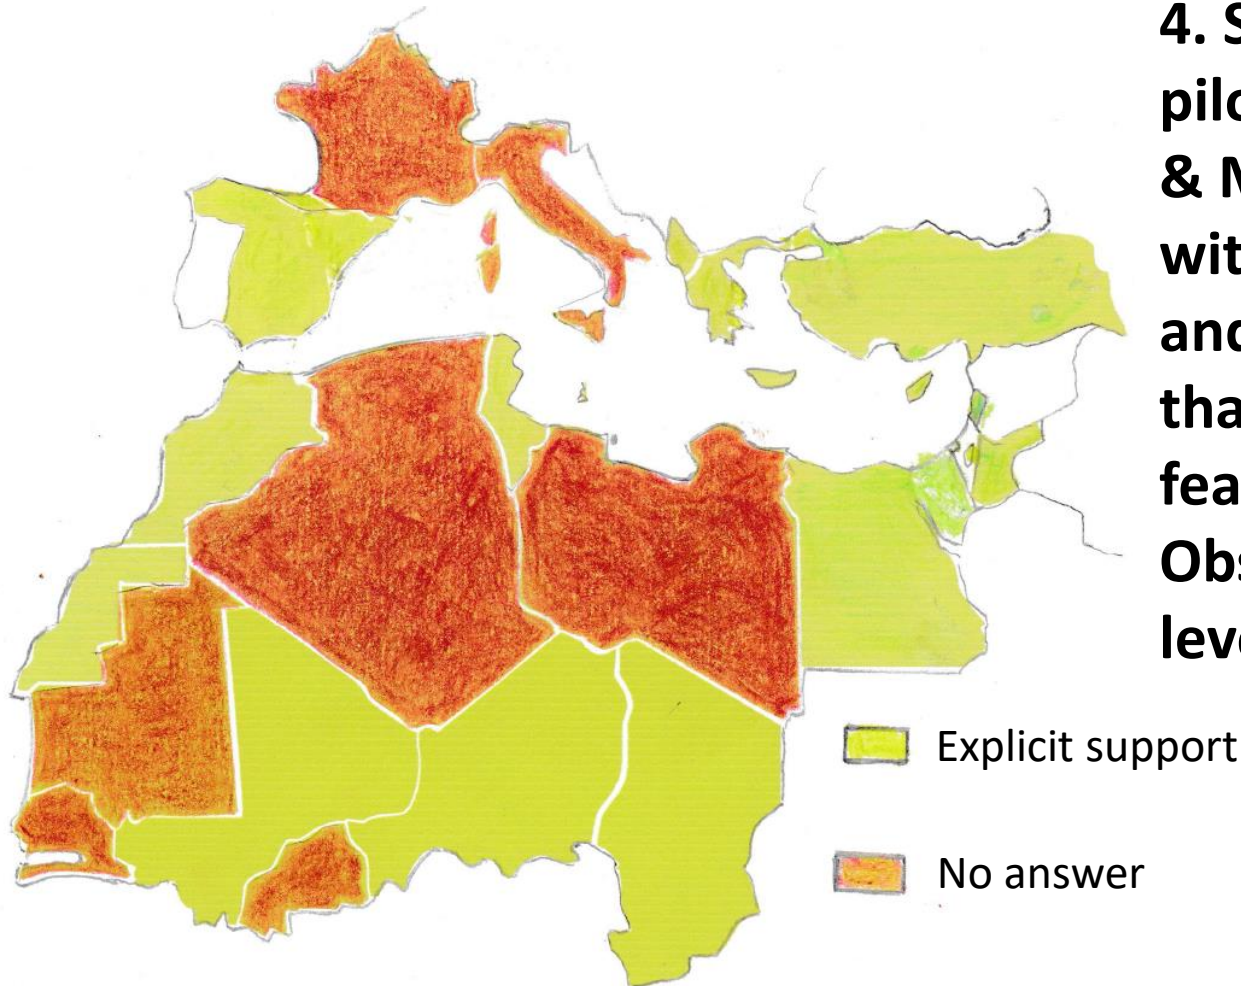 4. S
pilo
& M
wit
and
tha
fea
Obs
leve
Explicit support
No answer